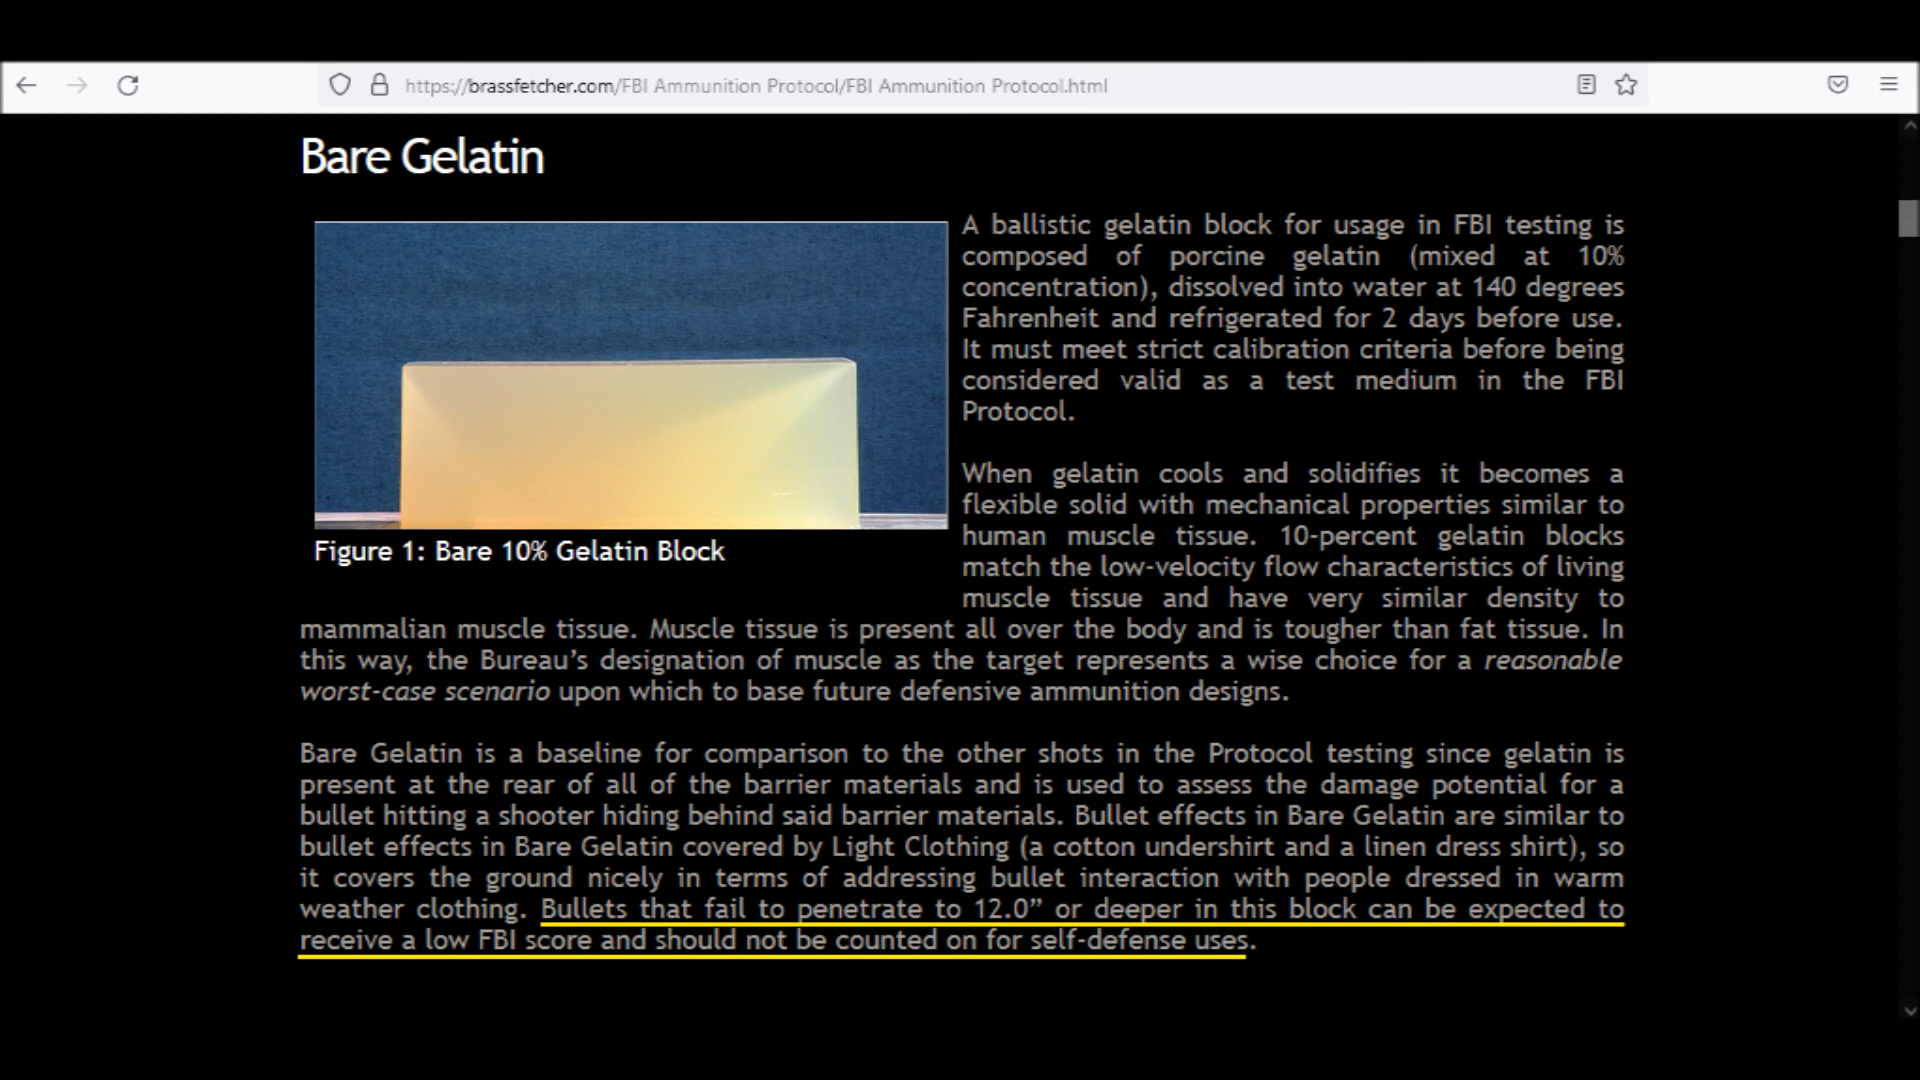 https://brassfetcher.com/FBI Ammunition Protocol/FBI Ammunition Protocol.html
Bare Gelatin
A ballistic gelatin block for usage in FBI testing is
composed of porcine gelatin (mixed at 10%
concentration), dissolved into water at 140 degrees
Fahrenheit and refrigerated for 2 days before use.
It must meet strict calibration criteria before being
considered valid as a test medium in the FBI
Protocol.
Figure 1: Bare 10% Gelatin Block
When gelatin cools and solidifies it becomes a
flexible solid with mechanical properties similar to
human muscle tissue. 10-percent gelatin blocks
match the low-velocity flow characteristics of living
muscle tissue and have very similar density to
mammalian muscle tissue. Muscle tissue is present all over the body and is tougher than fat tissue. In
this way, the Bureau’s designation of muscle as the target represents a wise choice for a reasonable
worst-case scenario upon which to base future defensive ammunition designs.
Bare Gelatin is a baseline for comparison to the other shots in the Protocol testing since gelatin is
present at the rear of all of the barrier materials and is used to assess the damage potential for a
bullet hitting a shooter hiding behind said barrier materials. Bullet effects in Bare Gelatin are similar to
bullet effects in Bare Gelatin covered by Light Clothing (a cotton undershirt and a linen dress shirt), so
it covers the ground nicely in terms of addressing bullet interaction with people dressed in warm
weather clothing. Bullets that fail to penetrate to 12.0” or deeper in this block can be expected to
receive a low FBI score and should not be counted on for self-defense uses.